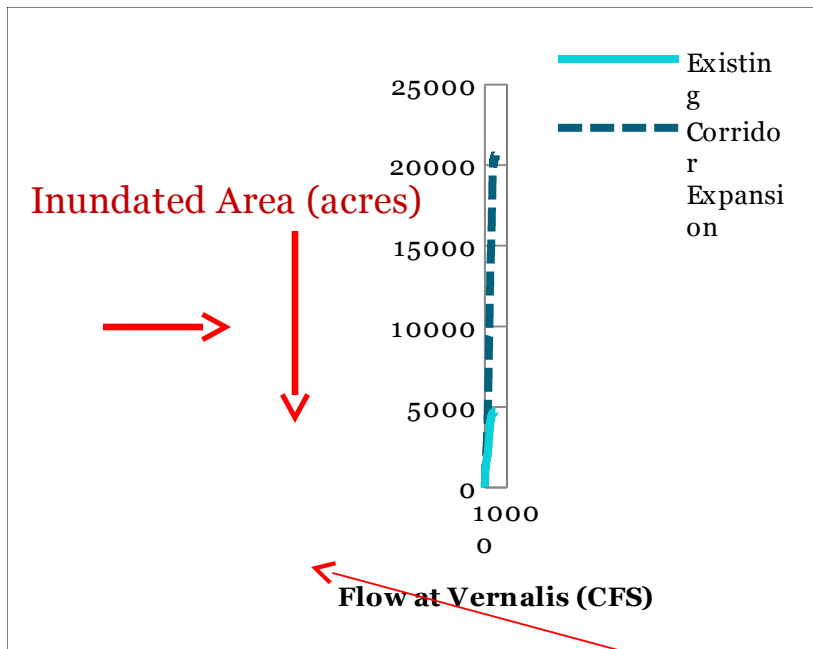 Existin
g
Corrido
r
Expansi
on
25000
20000
Inundated Area (acres)
15000
10000
5000
0
1000
0
Flow at Vernalis (CFS)